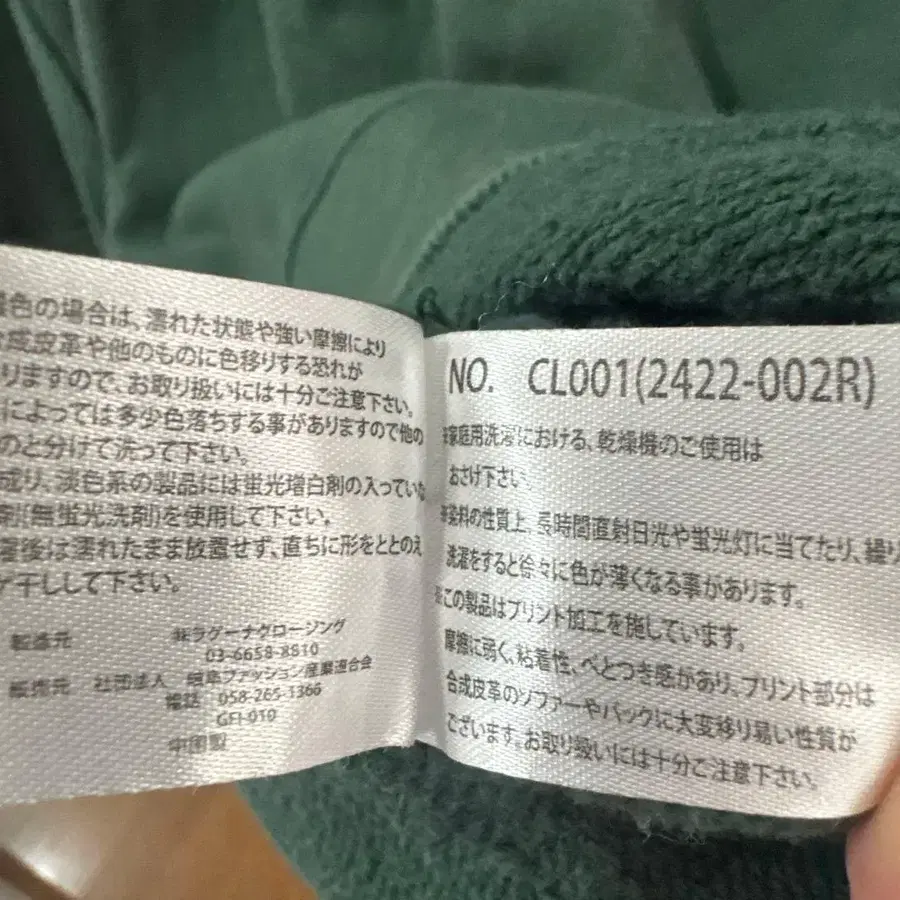 色の場合は、濡れた状態や強い摩擦により
成皮革や他のものに色移りする恐れが
りますので、お取り扱いには十分ご注意下さい。
によっては多少色落ちする事がありますので他の
のと分けて洗って下さい。
成り、淡色系の製品には蛍光増白剤の入っていな
剤(無蛍光洗剤)を使用して下さい。
濯後は濡れたまま放置せず、直ちに形をととのえ
干しして下さい。
製造元 ㈱ラグーナクロージング
03-6658-8810
販売元 社団法人 岐阜ファッション産業連合会
電話 058-265-1366
GFI-010
中国製
NO. CL001(2422-002R)
※家庭用洗濯における、乾燥機のご使用は
おさけ下さい
※染料の性質上、長時間直射日光や蛍光灯に当てたり、繰り
洗濯をすると徐々に色が薄くなる事があります。
※この製品はプリント加工を施しています。
摩擦に弱く、粘着性、べとつき感があり、プリント部分は
合成皮革のソファーやバックに大変移り易い性質が
ございます。お取り扱いには十分ご注意下さい。